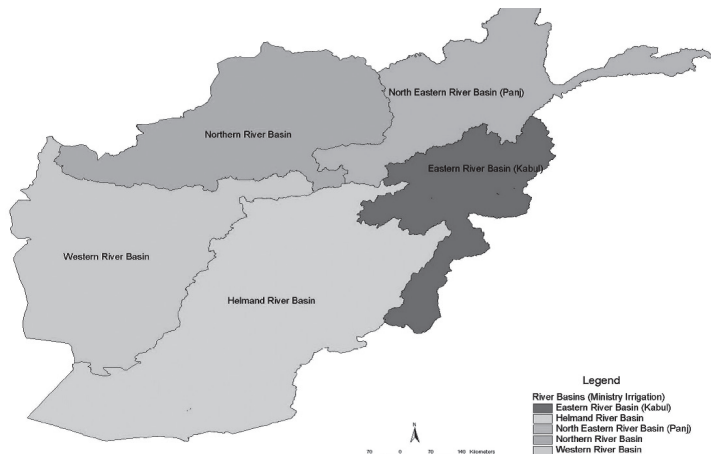 North Eastern River Basin (Panj)
Northern River Basin
Eastern River Basin (Kabul)
Western River Basin
Helmand River Basin
Legend
River Basins (Ministry Irrigation)
Eastern River Basin (Kabul)
Helmand River Basin
North Eastern River Basin (Panj)
Northern River Basin
Western River Basin
N
70 0 70 140 Kilometers